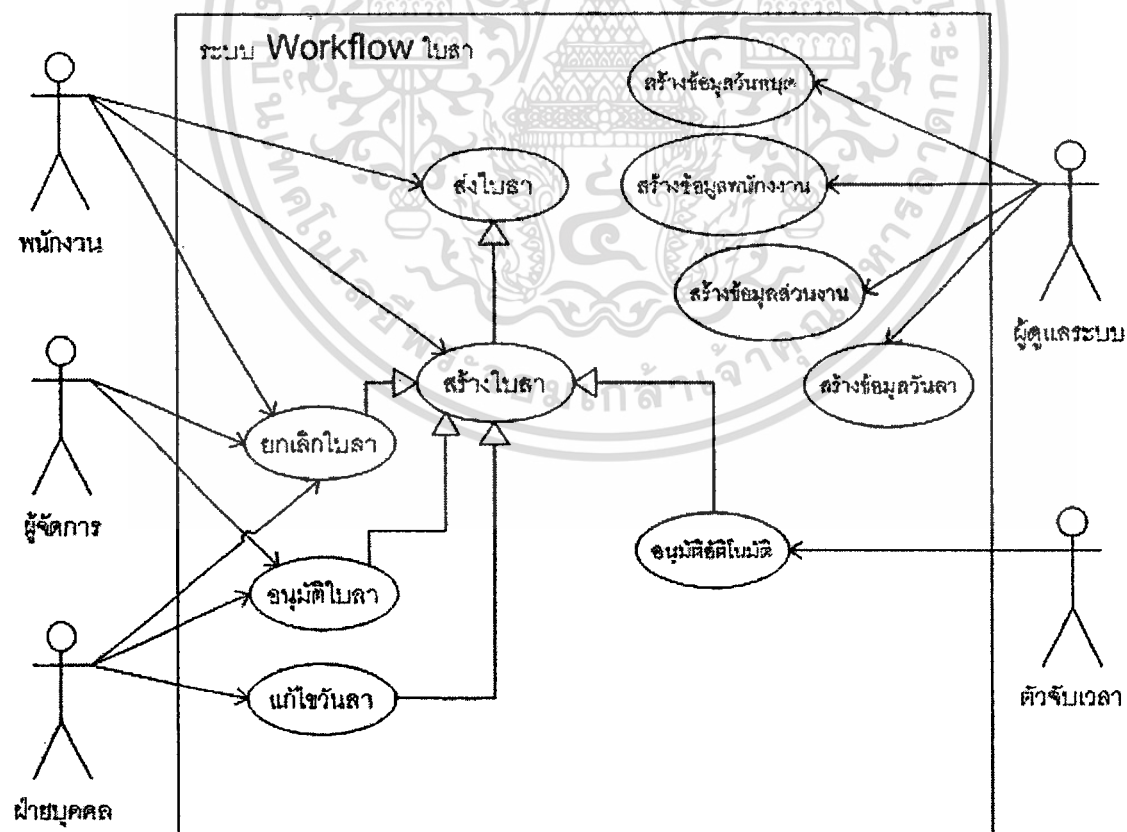 ระบบ Workflow ใบลา
สร้างข้อมูลวันหยุด
ส่งใบลา
สร้างข้อมูลพนักงาน
พนักงาน
สร้างข้อมูลส่วนงาน
ผู้ดูแลระบบ
สร้างใบลา
สร้างข้อมูลวันลา
ยกเลิกใบลา
ผู้จัดการ
อนุมัติอัติโนมัติ
อนุมัติใบลา
แก้ไขวันลา
ตัวจับเวลา
ฝ่ายบุคคล